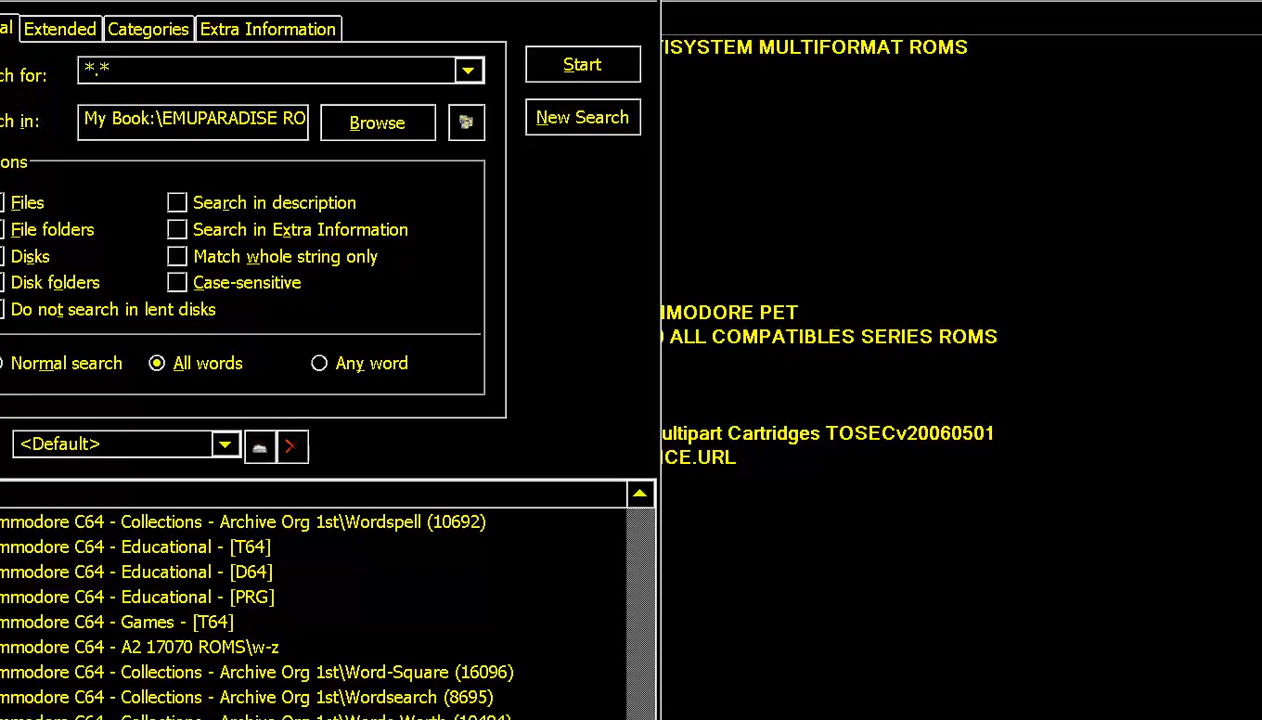 al Extended Categories Extra Information
ch for: *.* Start
ch in: My Book:\EMUPARADISE RO Browse New Search
ons
Files Search in description
File folders Search in Extra Information
Disks Match whole string only
Disk folders Case-sensitive
Do not search in lent disks
Normal search All words Any word
<Default>
mmodore C64 - Collections - Archive Org 1st\Wordspell (10692)
mmodore C64 - Educational - [T64]
mmodore C64 - Educational - [D64]
mmodore C64 - Educational - [PRG]
mmodore C64 - Games - [T64]
mmodore C64 - A2 17070 ROMS\w-z
mmodore C64 - Collections - Archive Org 1st\Word-Square (16096)
mmodore C64 - Collections - Archive Org 1st\Wordsearch (8695)
TISYSTEM MULTIFORMAT ROMS
MMODORE PET
ALL COMPATIBLES SERIES ROMS
ultipart Cartridges TOSECv20060501
ICE.URL